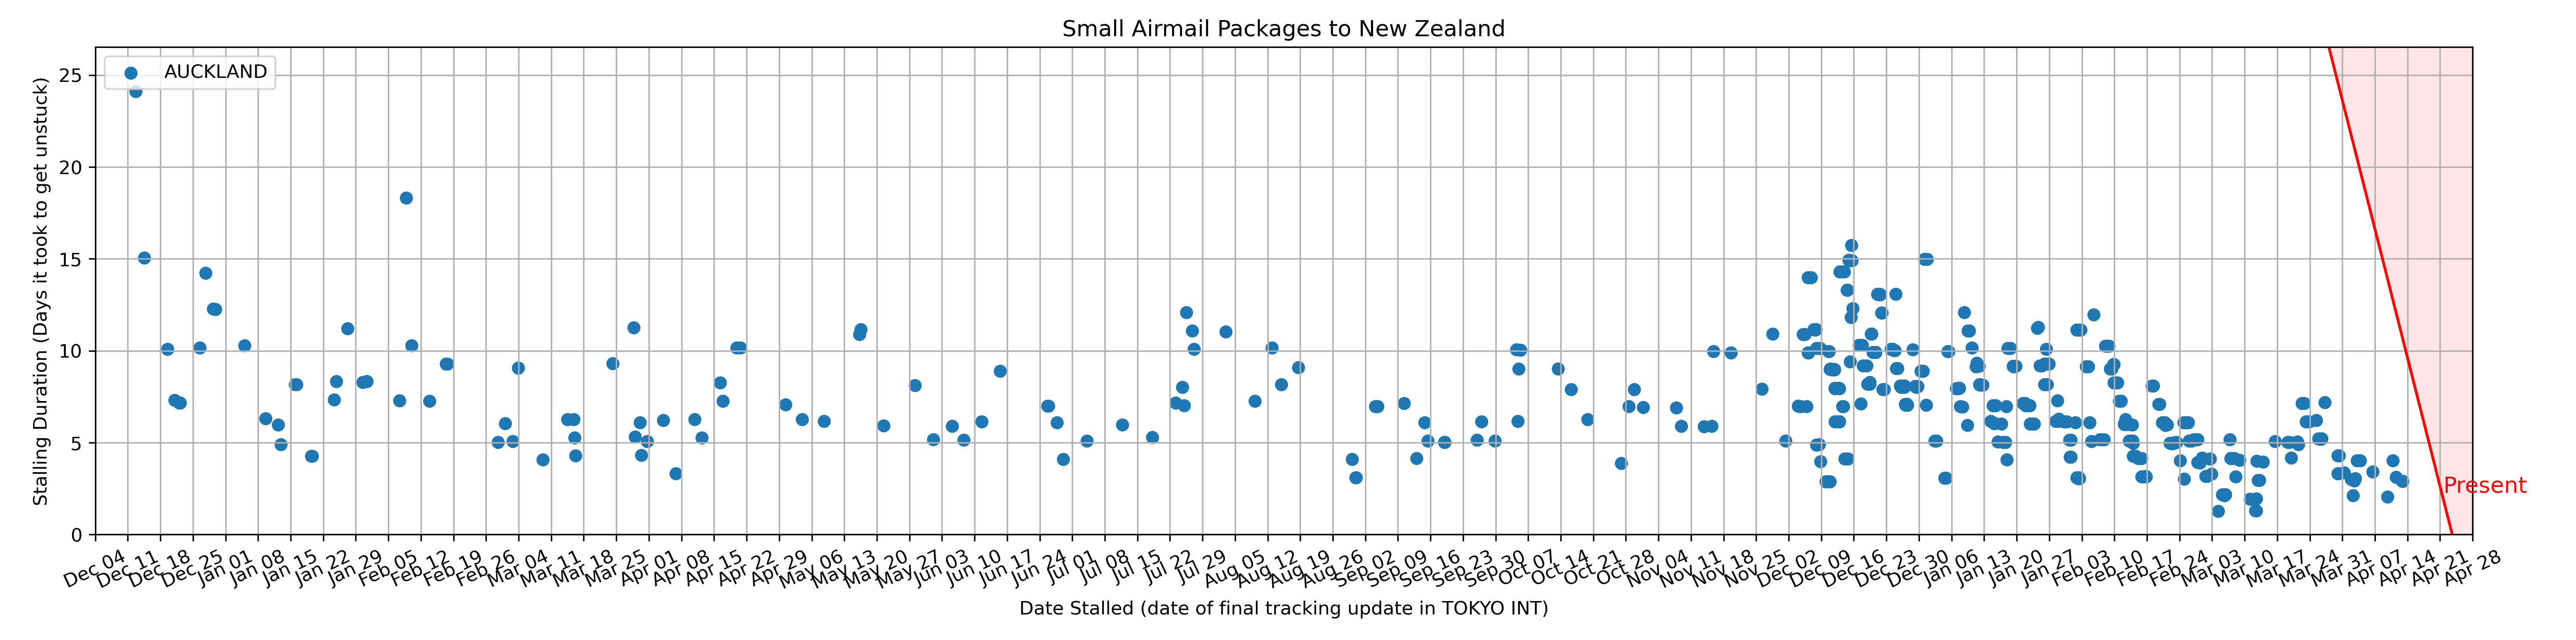 Small Airmail Packages to New Zealand
AUCKLAND
Stalling Duration (Days it took to get unstuck)
25
20
15
10
5
0
Present
Dec 04
Dec 11
Dec 18
Dec 25
Jan 01
Jan 08
Jan 15
Jan 22
Jan 29
Feb 05
Feb 12
Feb 19
Feb 26
Mar 04
Mar 11
Mar 18
Mar 25
Apr 01
Apr 08
Apr 15
Apr 22
Apr 29
May 06
May 13
May 20
May 27
Jun 03
Jun 10
Jun 17
Jun 24
Jul 01
Jul 08
Jul 15
Jul 22
Jul 29
Aug 05
Aug 12
Aug 19
Aug 26
Sep 02
Sep 09
Sep 16
Sep 23
Sep 30
Oct 07
Oct 14
Oct 21
Oct 28
Nov 04
Nov 11
Nov 18
Nov 25
Dec 02
Dec 09
Dec 16
Dec 23
Dec 30
Jan 06
Jan 13
Jan 20
Jan 27
Feb 03
Feb 10
Feb 17
Feb 24
Mar 03
Mar 10
Mar 17
Mar 24
Mar 31
Apr 07
Apr 14
Apr 21
Apr 28
Date Stalled (date of final tracking update in TOKYO INT)